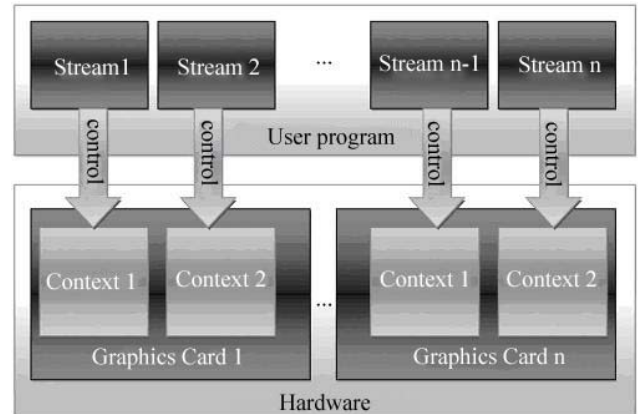 Stream1 Stream 2 ... Stream n-1 Stream n
control control control control
User program
Context 1 Context 2 ... Context 1 Context 2
Graphics Card 1 Graphics Card n
Hardware